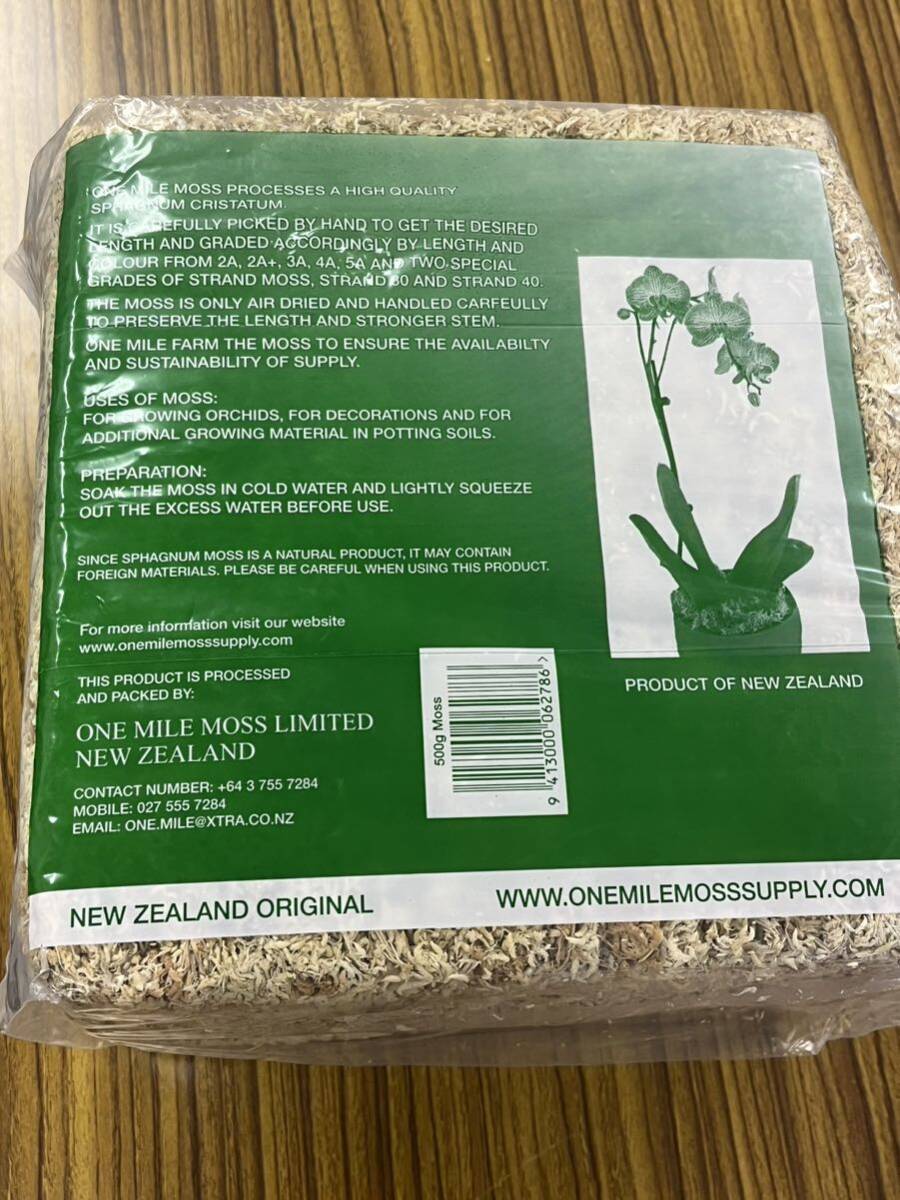 ONE MILE MOSS PROCESSES A HIGH QUALITY
SPHAGNUM CRISTATUM.
IT IS CAREFULLY PICKED BY HAND TO GET THE DESIRED
LENGTH AND GRADED ACCORDINGLY BY LENGTH AND
COLOUR FROM 2A, 2A+, 3A, 4A, 5A AND TWO SPECIAL
GRADES OF STRAND MOSS, STRAND 80 AND STRAND 40.
THE MOSS IS ONLY AIR DRIED AND HANDLED CARFEULLY
TO PRESERVE THE LENGTH AND STRONGER STEM.
ONE MILE FARM THE MOSS TO ENSURE THE AVAILABILTY
AND SUSTAINABILITY OF SUPPLY.
USES OF MOSS:
FOR GROWING ORCHIDS, FOR DECORATIONS AND FOR
ADDITIONAL GROWING MATERIAL IN POTTING SOILS.
PREPARATION:
SOAK THE MOSS IN COLD WATER AND LIGHTLY SQUEEZE
OUT THE EXCESS WATER BEFORE USE.
SINCE SPHAGNUM MOSS IS A NATURAL PRODUCT, IT MAY CONTAIN
FOREIGN MATERIALS. PLEASE BE CAREFUL WHEN USING THIS PRODUCT.
For more information visit our website
www.onemilemosssupply.com
THIS PRODUCT IS PROCESSED
AND PACKED BY:
ONE MILE MOSS LIMITED
NEW ZEALAND
CONTACT NUMBER: +64 3 755 7284
MOBILE: 027 555 7284
EMAIL: ONE.MILE@XTRA.CO.NZ
500g Moss
9 413000 062786 >
PRODUCT OF NEW ZEALAND
NEW ZEALAND ORIGINAL
WWW.ONEMILEMOSSSUPPLY.COM